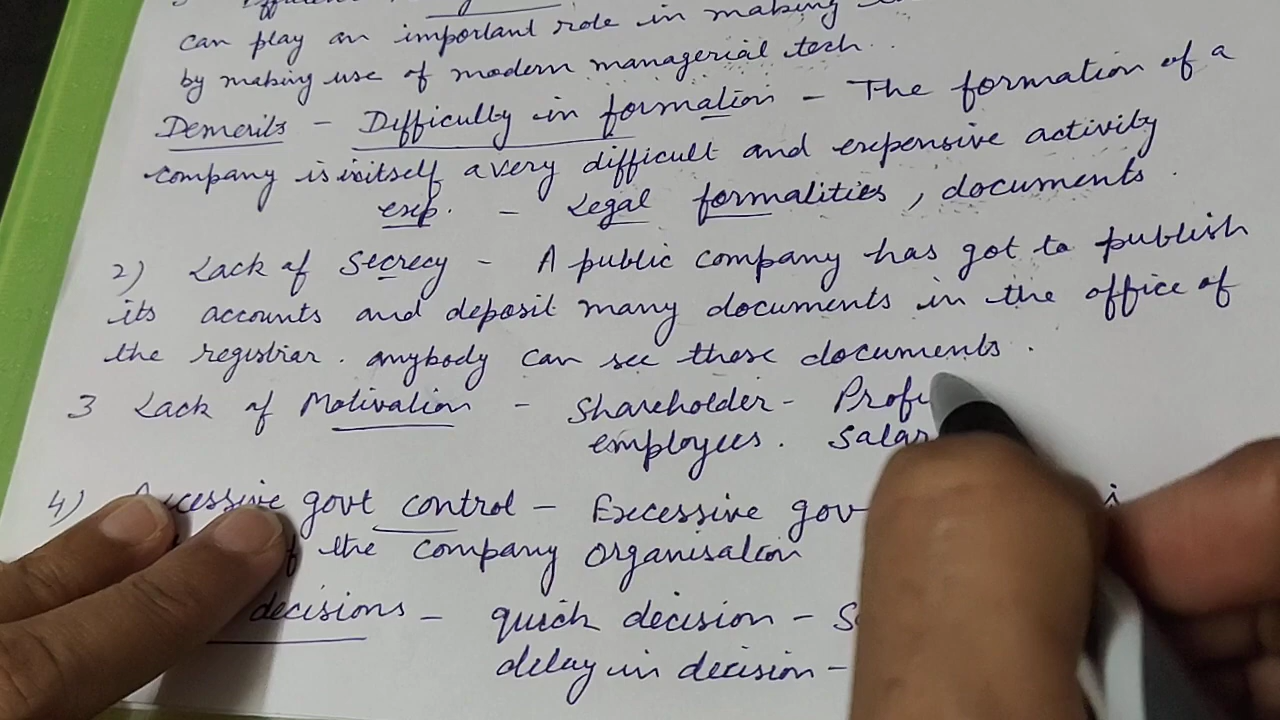 can play an important role in making
by making use of modern managerial tech..
Demerits - Difficulty in formation - The formation of a
company is initself a very difficult and expensive activity
exp. - Legal formalities, documents.
2) Lack of Secrecy - A public company has got to publish
its accounts and deposit many documents in the office of
the registrar. anybody can see these documents.
3 Lack of Motivation - Shareholder - Prof
employees. Salar
4) govt control - Excessive gov
the company organisation
decisions - quick decision -
delay in decision -